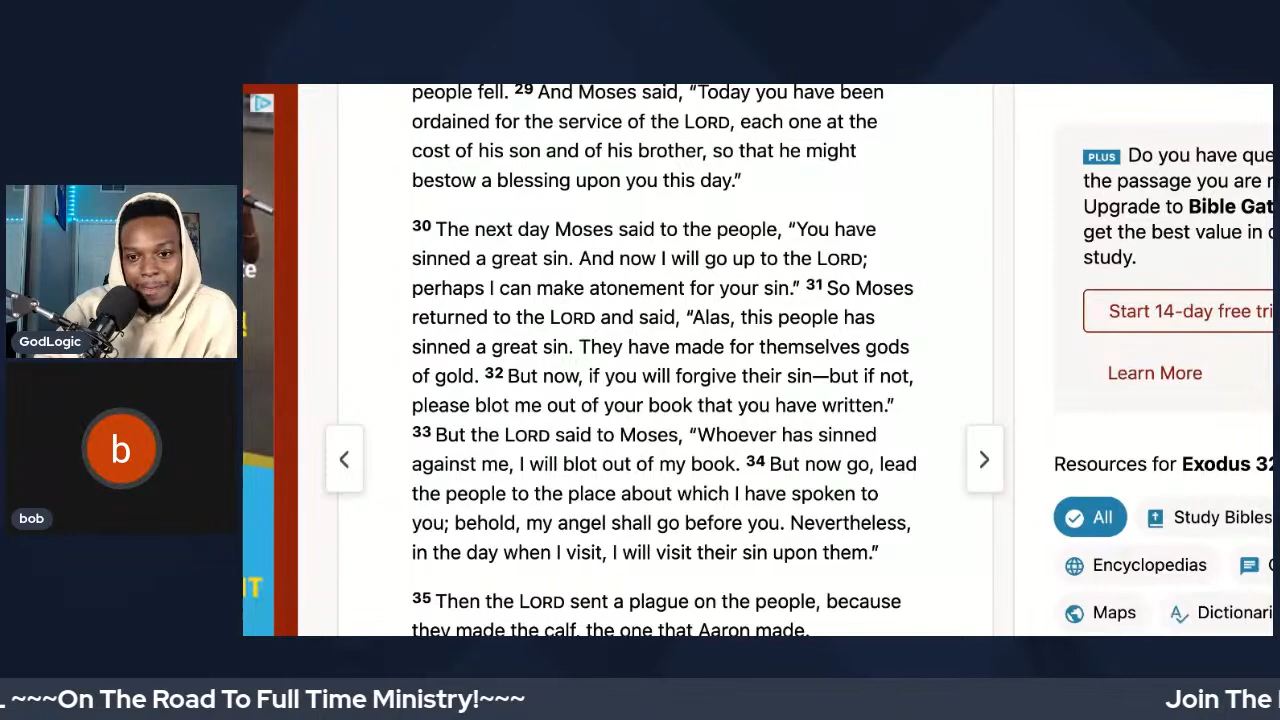 people fell. 29 And Moses said, “Today you have been
ordained for the service of the LORD, each one at the
cost of his son and of his brother, so that he might
bestow a blessing upon you this day.”
30 The next day Moses said to the people, “You have
sinned a great sin. And now I will go up to the LORD;
perhaps I can make atonement for your sin.” 31 So Moses
returned to the LORD and said, “Alas, this people has
sinned a great sin. They have made for themselves gods
of gold. 32 But now, if you will forgive their sin—but if not,
please blot me out of your book that you have written.”
33 But the LORD said to Moses, “Whoever has sinned
against me, I will blot out of my book. 34 But now go, lead
the people to the place about which I have spoken to
you; behold, my angel shall go before you. Nevertheless,
in the day when I visit, I will visit their sin upon them.”
35 Then the LORD sent a plague on the people, because
they made the calf, the one that Aaron made.
PLUS Do you have que
the passage you are
Upgrade to Bible Gat
get the best value in
study.
Start 14-day free tri
Learn More
Resources for Exodus 32
All
Study Bibles
Encyclopedias
Maps
Dictionari
GodLogic
b
bob
~~~On The Road To Full Time Ministry!~~~
Join The